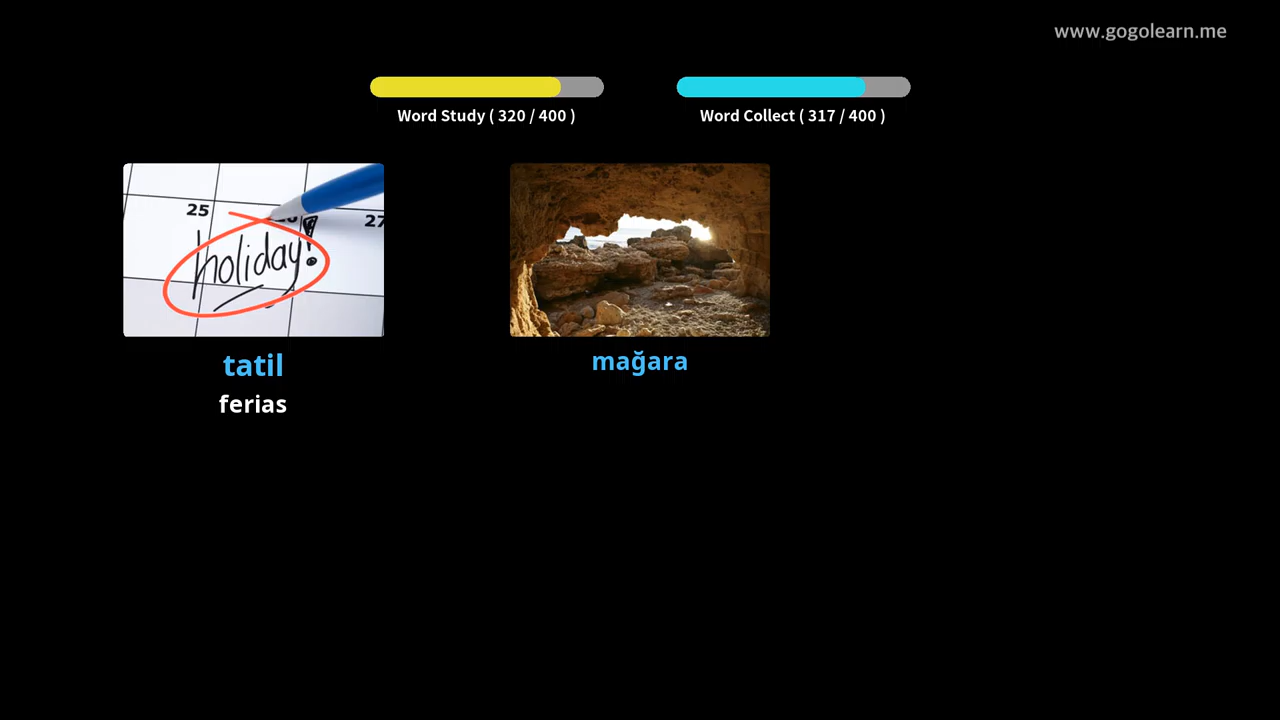 www.gogolearn.me
Word Study ( 320 / 400 )
Word Collect ( 317 / 400 )
25
27
holiday!
tatil
ferias
mağara